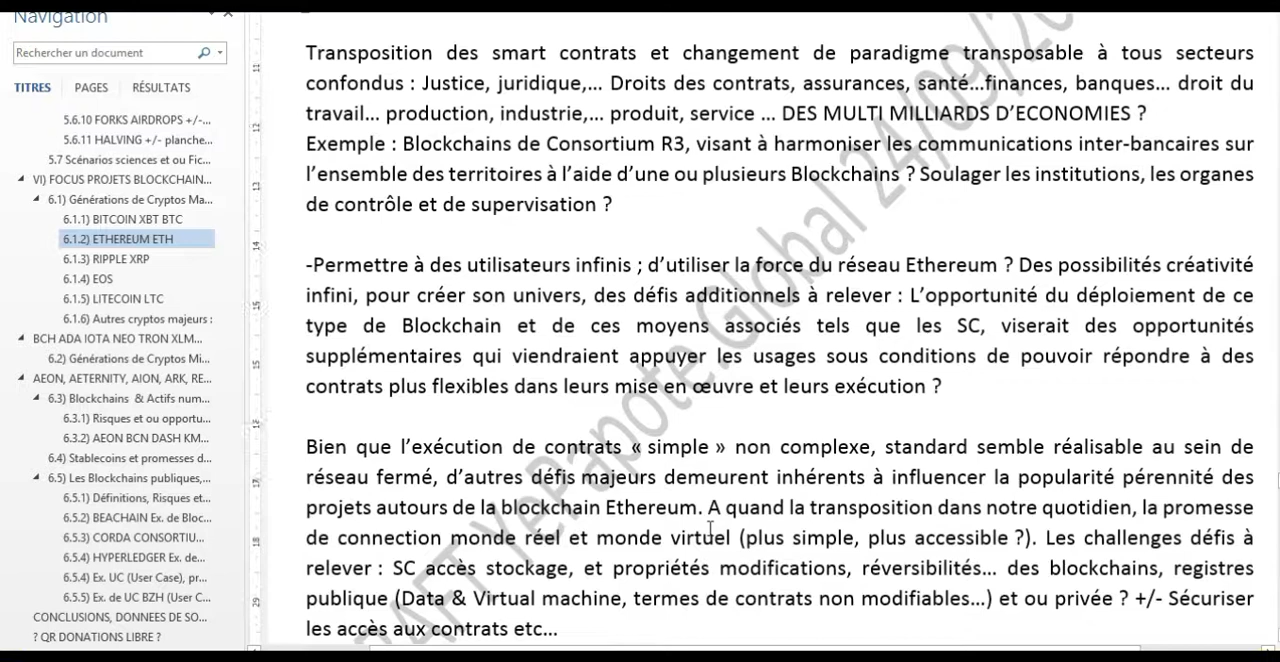 Navigation
Rechercher un document
TITRES PAGES RÉSULTATS
5.6.10 FORKS AIRDROPS +/-...
5.6.11 HALVING +/- planche...
5.7 Scénarios sciences et ou Fic...
VI) FOCUS PROJETS BLOCKCHAIN...
6.1) Générations de Cryptos Ma...
6.1.1) BITCOIN XBT BTC
6.1.2) ETHEREUM ETH
6.1.3) RIPPLE XRP
6.1.4) EOS
6.1.5) LITECOIN LTC
6.1.6) Autres cryptos majeurs :
BCH ADA IOTA NEO TRON XLM...
6.2) Générations de Cryptos Mi...
AEON, AETERNITY, AION, ARK, RE...
6.3) Blockchains & Actifs num...
6.3.1) Risques et ou opportu...
6.3.2) AEON BCN DASH KM...
6.4) Stablecoins et promesses d...
6.5) Les Blockchains publiques,...
6.5.1) Définitions, Risques et...
6.5.2) BEACHAIN Ex. de Bloc...
6.5.3) CORDA CONSORTIU...
6.5.4) HYPERLEDGER Ex. de...
6.5.4) Ex. UC (User Case), pr...
6.5.5) Ex. de UC BZH (User C...
CONCLUSIONS, DONNEES DE SO...
? QR DONATIONS LIBRE ?
Transposition des smart contrats et changement de paradigme transposable à tous secteurs
confondus : Justice, juridique,... Droits des contrats, assurances, santé...finances, banques... droit du
travail... production, industrie,... produit, service ... DES MULTI MILLIARDS D'ECONOMIES ?
Exemple : Blockchains de Consortium R3, visant à harmoniser les communications inter-bancaires sur
l'ensemble des territoires à l'aide d'une ou plusieurs Blockchains ? Soulager les institutions, les organes
de contrôle et de supervisation ?
-Permettre à des utilisateurs infinis ; d'utiliser la force du réseau Ethereum ? Des possibilités créativité
infini, pour créer son univers, des défis additionnels à relever : L'opportunité du déploiement de ce
type de Blockchain et de ces moyens associés tels que les SC, viserait des opportunités
supplémentaires qui viendraient appuyer les usages sous conditions de pouvoir répondre à des
contrats plus flexibles dans leurs mise en œuvre et leurs exécution ?
Bien que l'exécution de contrats « simple » non complexe, standard semble réalisable au sein de
réseau fermé, d'autres défis majeurs demeurent inhérents à influencer la popularité pérennité des
projets autours de la blockchain Ethereum. A quand la transposition dans notre quotidien, la promesse
de connection monde réel et monde virtuel (plus simple, plus accessible ?). Les challenges défis à
relever : SC accès stockage, et propriétés modifications, réversibilités... des blockchains, registres
publique (Data & Virtual machine, termes de contrats non modifiables...) et ou privée ? +/- Sécuriser
les accès aux contrats etc...